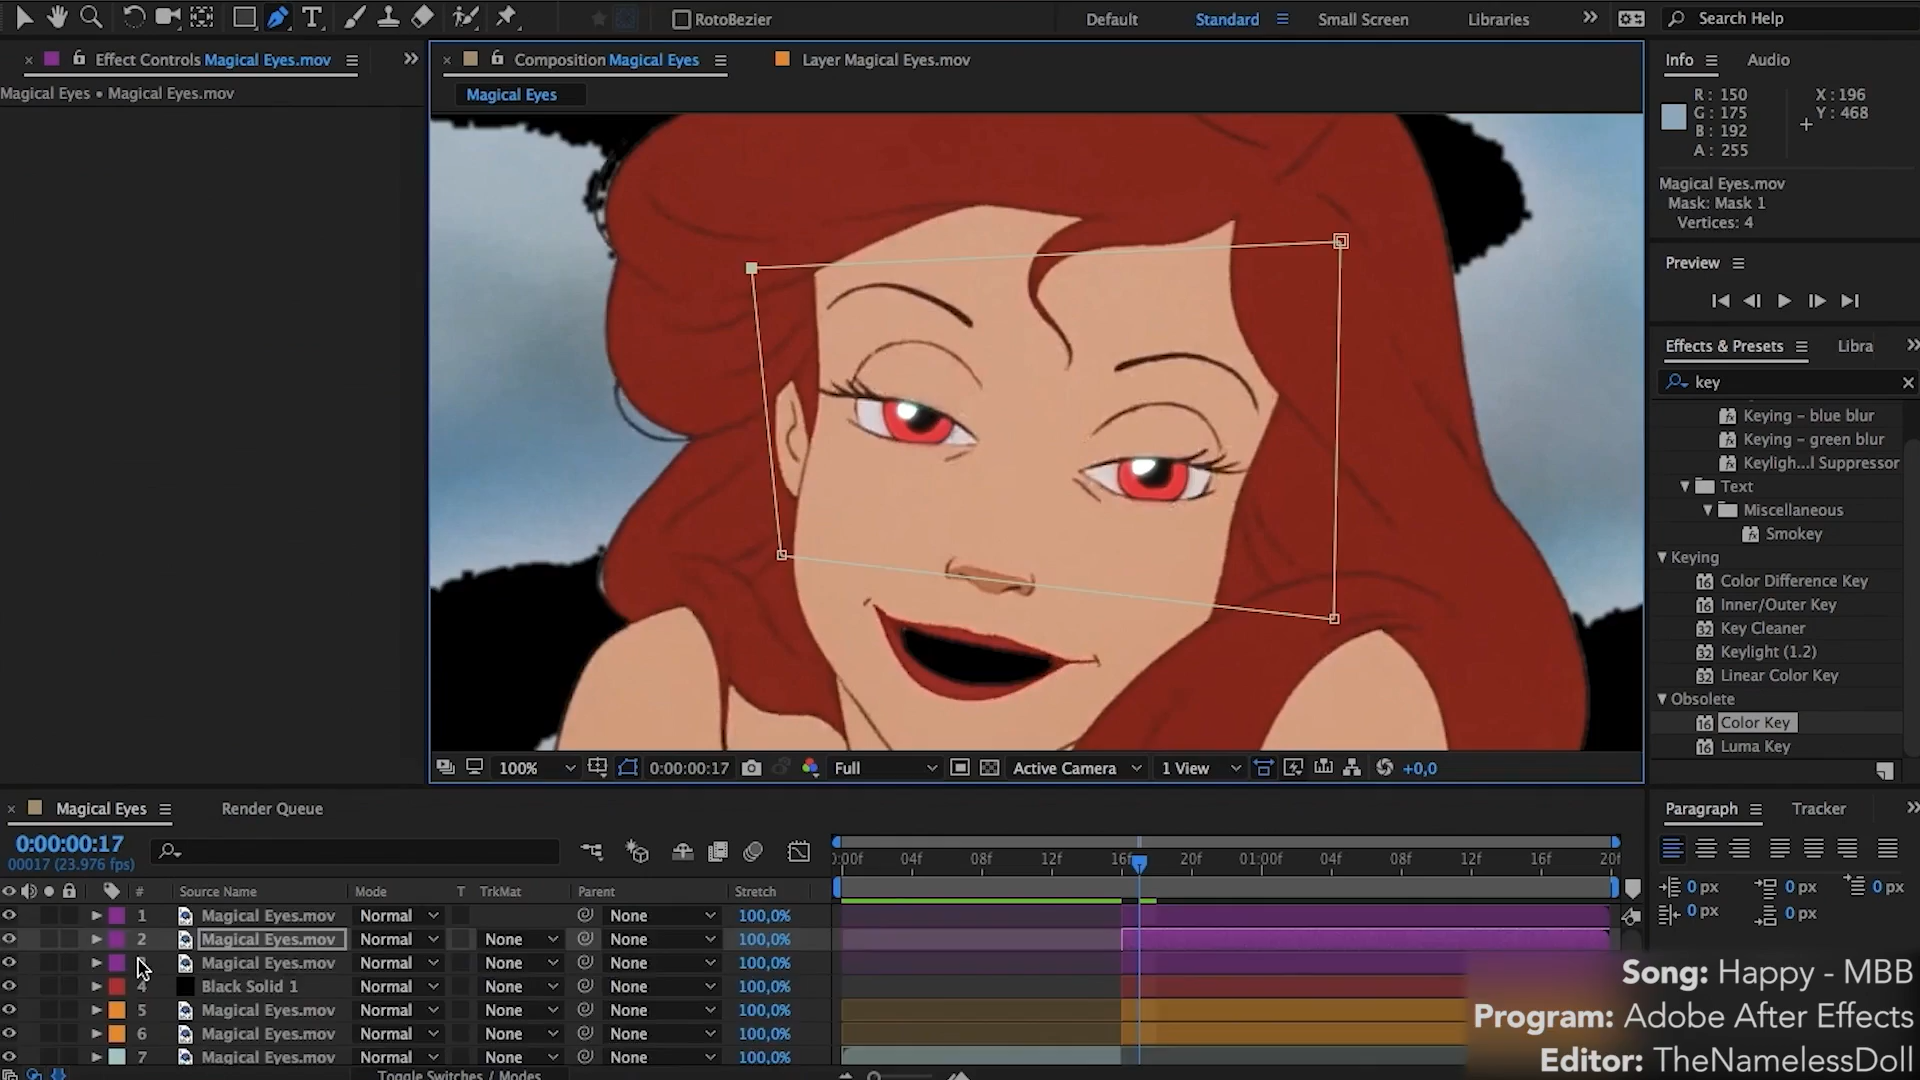 RotoBezier
Default
Standard
Small Screen
Libraries
Search Help
Effect Controls Magical Eyes.mov
Magical Eyes • Magical Eyes.mov
Composition Magical Eyes
Layer Magical Eyes.mov
Magical Eyes
Info
Audio
R: 150
G: 175
B: 192
A: 255
X: 196
Y: 468
Magical Eyes.mov
Mask: Mask 1
Vertices: 4
Preview
Effects & Presets
Libra
key
Keying – blue blur
Keying – green blur
Keyligh...l Suppressor
Text
Miscellaneous
Smokey
Keying
Color Difference Key
Inner/Outer Key
Key Cleaner
Keylight (1.2)
Linear Color Key
Obsolete
Color Key
Luma Key
100%
0:00:00:17
Full
Active Camera
1 View
+0,0
Magical Eyes
Render Queue
0:00:00:17
00017 (23.976 fps)
# Source Name Mode T TrkMat Parent Stretch
:00f 04f 08f 12f 16f 20f 01:00f 04f 08f 12f 16f 20f
1 Magical Eyes.mov Normal None 100,0%
2 Magical Eyes.mov Normal None None 100,0%
Magical Eyes.mov Normal None None 100,0%
4 Black Solid 1 Normal None None 100,0%
5 Magical Eyes.mov Normal None None 100,0%
6 Magical Eyes.mov Normal None None 100,0%
7 Magical Eyes.mov Normal None None 100,0%
Toggle Switches / Modes
Paragraph
Tracker
0 px 0 px 0 px
0 px 0 px
Song: Happy - MBB
Program: Adobe After Effects
Editor: TheNamelessDoll